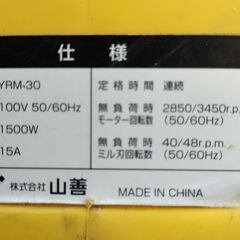 仕様
YRM-30
定格時間 連続
100V 50/60Hz
無負荷時 2850/3450r.p.m
モーター回転数 (50/60Hz)
1500W
15A
無負荷時 40/48r.p.m.
ミル刃回転数 (50/60Hz)
株式会社 山善
MADE IN CHINA